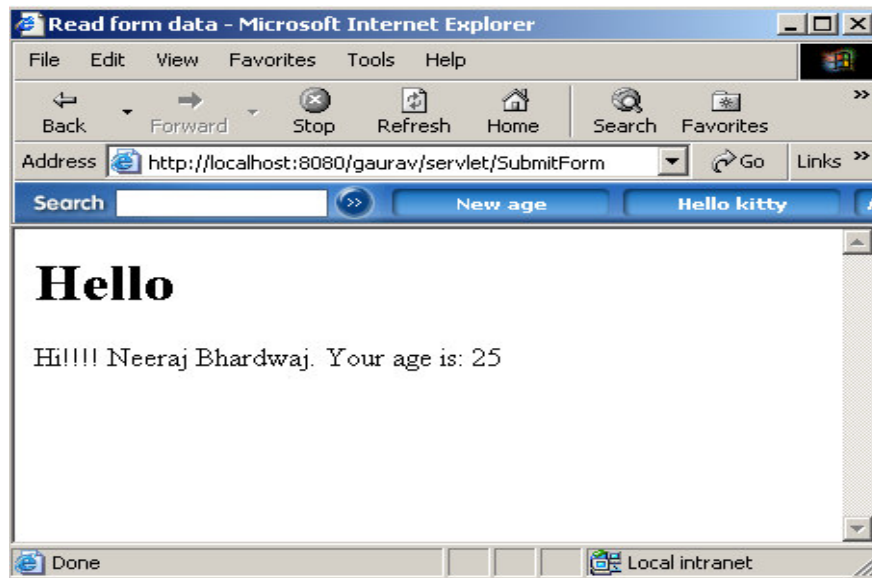 Read form data - Microsoft Internet Explorer
File Edit View Favorites Tools Help
Back Forward Stop Refresh Home Search Favorites »
Address http://localhost:8080/gaurav/servlet/SubmitForm Go Links »
Search New age Hello kitty
Hello
Hi!!!! Neeraj Bhardwaj. Your age is: 25
Done Local intranet